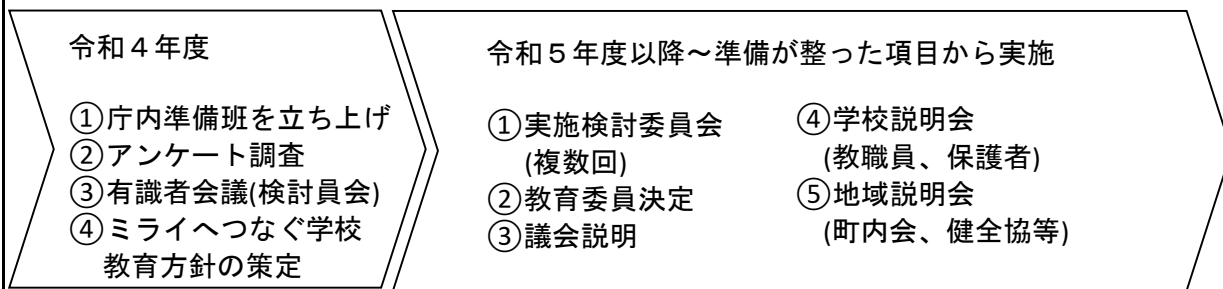 令和４年度
①庁内準備班を立ち上げ
②アンケート調査
③有識者会議(検討員会)
④ミライへつなぐ学校
教育方針の策定
令和５年度以降～準備が整った項目から実施
①実施検討委員会
(複数回)
②教育委員決定
③議会説明
④学校説明会
(教職員、保護者)
⑤地域説明会
(町内会、健全協等)